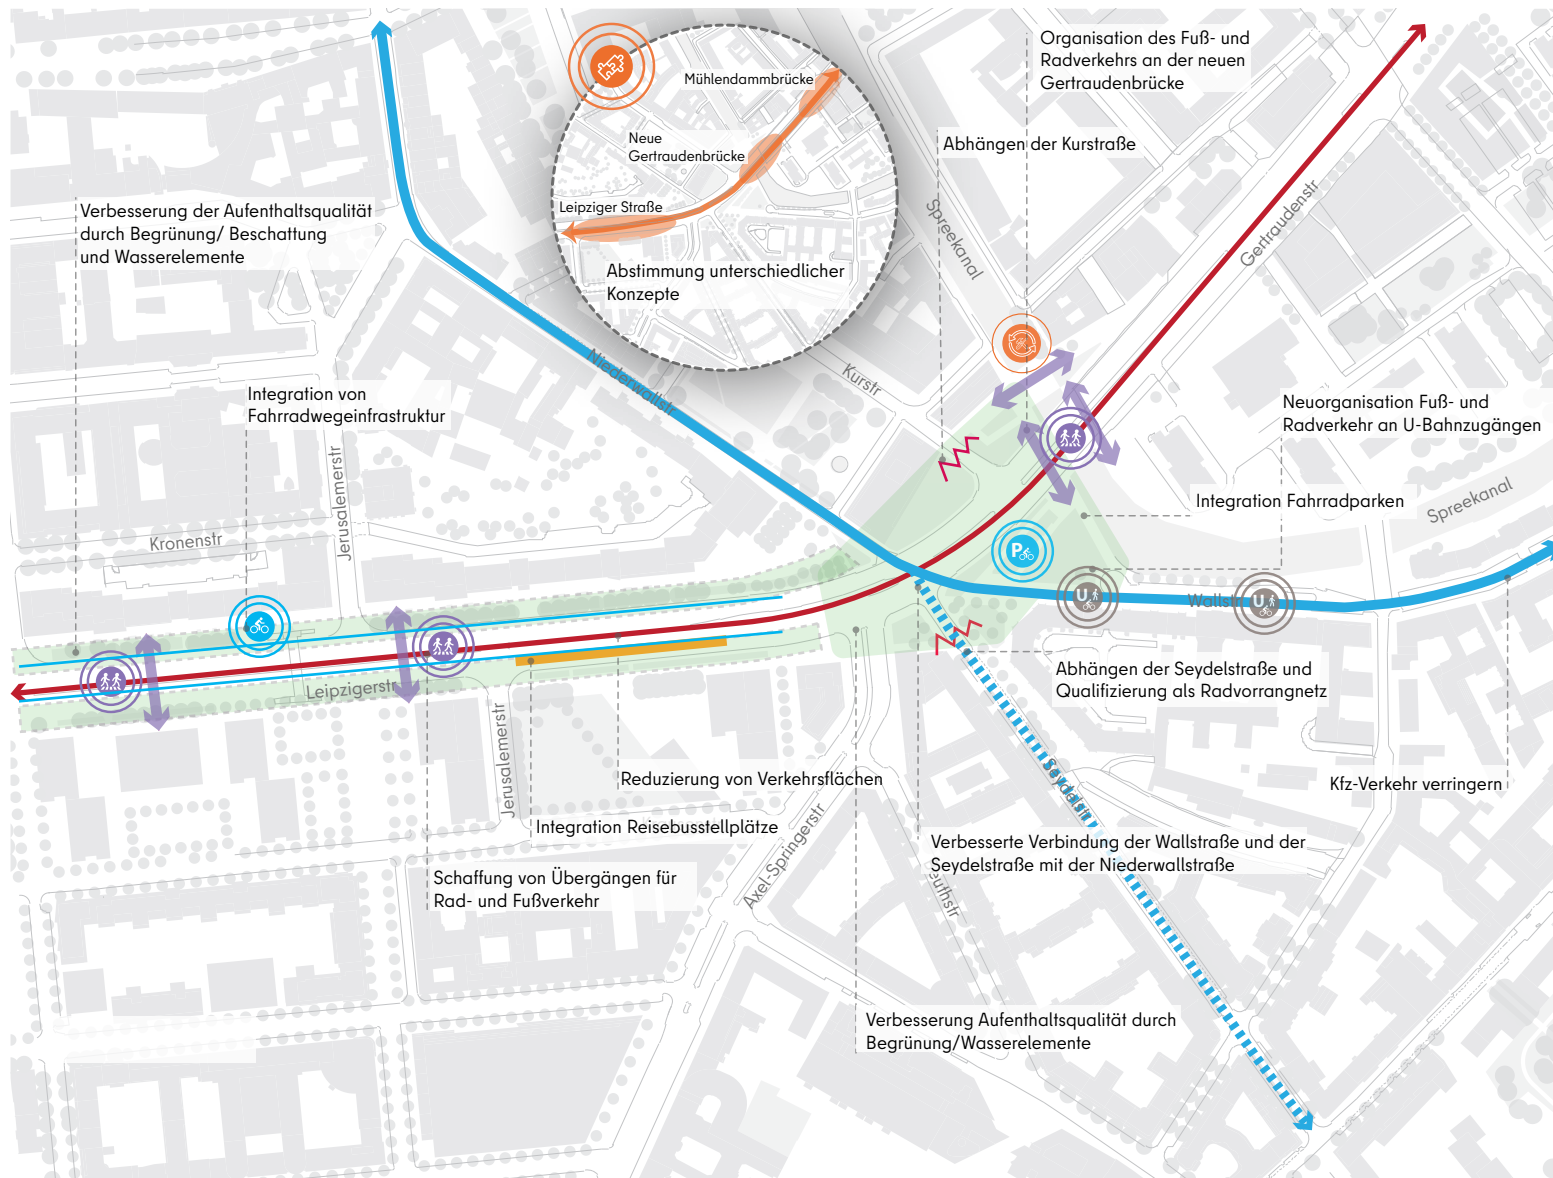 Organisation des Fuß- und
Radverkehrs an der neuen
Gertraudenbrücke
Mühlendammbrücke
Neue
Gertraudenbrücke
Leipziger Straße
Abstimmung unterschiedlicher
Konzepte
Abhängen der Kurstraße
Verbesserung der Aufenthaltsqualität
durch Begrünung/ Beschattung
und Wasserelemente
Spreekanal
Gertraudenstr
Niederwallstr
Kurstr
Integration von
Fahrradwegeinfrastruktur
Neuorganisation Fuß- und
Radverkehr an U-Bahnzugängen
Integration Fahrradparken
Spreekanal
Jerusalemerstr
Kronenstr
P
U
U
Wallstr
Leipzigerstr
Abhängen der Seydelstraße und
Qualifizierung als Radvorrangnetz
Jerusalemerstr
Reduzierung von Verkehrsflächen
Seydelstr
Kfz-Verkehr verringern
Integration Reisebusstellplätze
Axel-Springerstr
Verbesserte Verbindung der Wallstraße und der
Seydelstraße mit der Niederwallstraße
Schaffung von Übergängen für
Rad- und Fußverkehr
euthstr
Verbesserung Aufenthaltsqualität durch
Begrünung/Wasserelemente